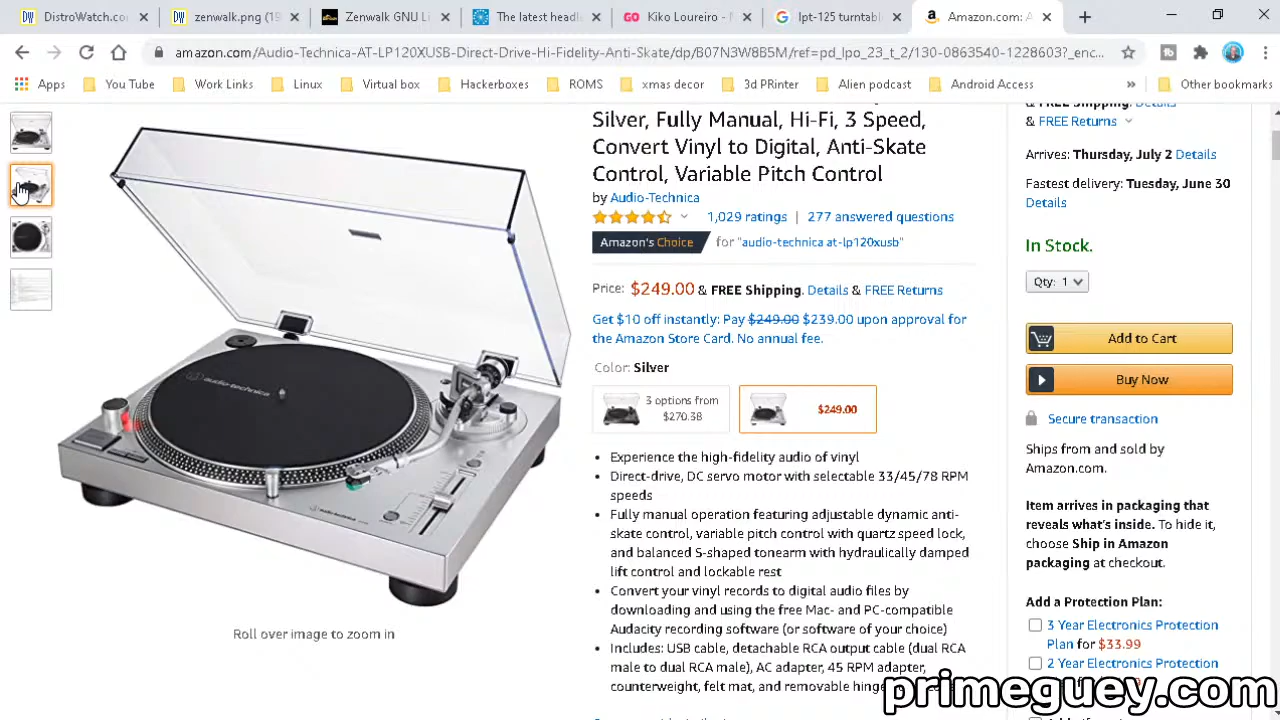 DistroWatch.co
zenwalk.png (19
Zenwalk GNU Li
The latest headl
Kiko Loureiro - M
lpt-125 turntabl
Amazon.com: A
amazon.com/Audio-Technica-AT-LP120XUSB-Direct-Drive-Hi-Fidelity-Anti-Skate/dp/B07N3W8B5M/ref=pd_lpo_23_t_2/130-0863540-1228603?_enc...
Apps
You Tube
Work Links
Linux
Virtual box
Hackerboxes
ROMS
xmas decor
3d PRinter
Alien podcast
Android Access
»
Other bookmarks
Silver, Fully Manual, Hi-Fi, 3 Speed,
Convert Vinyl to Digital, Anti-Skate
Control, Variable Pitch Control
by Audio-Technica
1,029 ratings | 277 answered questions
Amazon's Choice for "audio-technica at-lp120xusb"
Price: $249.00 & FREE Shipping. Details & FREE Returns
Get $10 off instantly: Pay $249.00 $239.00 upon approval for
the Amazon Store Card. No annual fee.
Color: Silver
3 options from
$270.38
$249.00
• Experience the high-fidelity audio of vinyl
• Direct-drive, DC servo motor with selectable 33/45/78 RPM
speeds
• Fully manual operation featuring adjustable dynamic anti-
skate control, variable pitch control with quartz speed lock,
and balanced S-shaped tonearm with hydraulically damped
lift control and lockable rest
• Convert your vinyl records to digital audio files by
downloading and using the free Mac- and PC-compatible
Audacity recording software (or software of your choice)
• Includes: USB cable, detachable RCA output cable (dual RCA
male to dual RCA male), AC adapter, 45 RPM adapter,
counterweight, felt mat, and removable hinge
audio-technica
Roll over image to zoom in
& FREE Shipping. Details
& FREE Returns
Arrives: Thursday, July 2 Details
Fastest delivery: Tuesday, June 30
Details
In Stock.
Qty: 1
Add to Cart
Buy Now
Secure transaction
Ships from and sold by
Amazon.com.
Item arrives in packaging that
reveals what's inside. To hide it,
choose Ship in Amazon
packaging at checkout.
Add a Protection Plan:
3 Year Electronics Protection
Plan for $33.99
2 Year Electronics Protection
primeguey.com